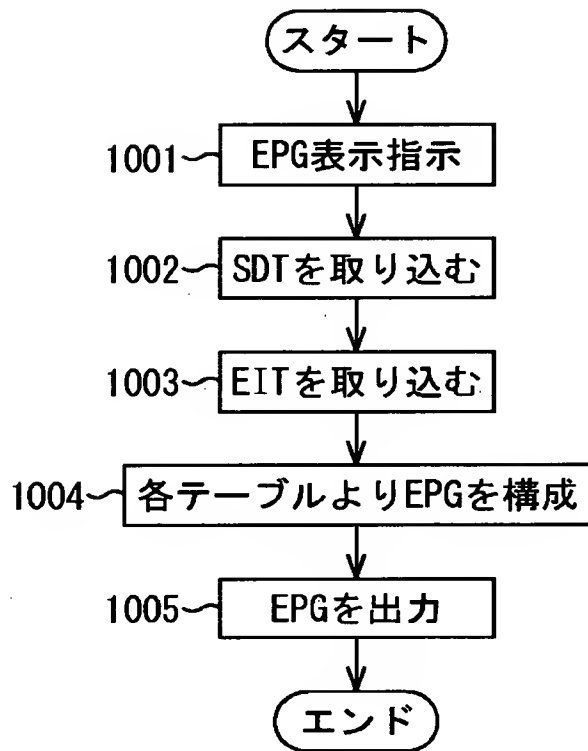 スタート
1001 EPG表示指示
1002 SDTを取り込む
1003 EITを取り込む
1004 各テーブルよりEPGを構成
1005 EPGを出力
エンド